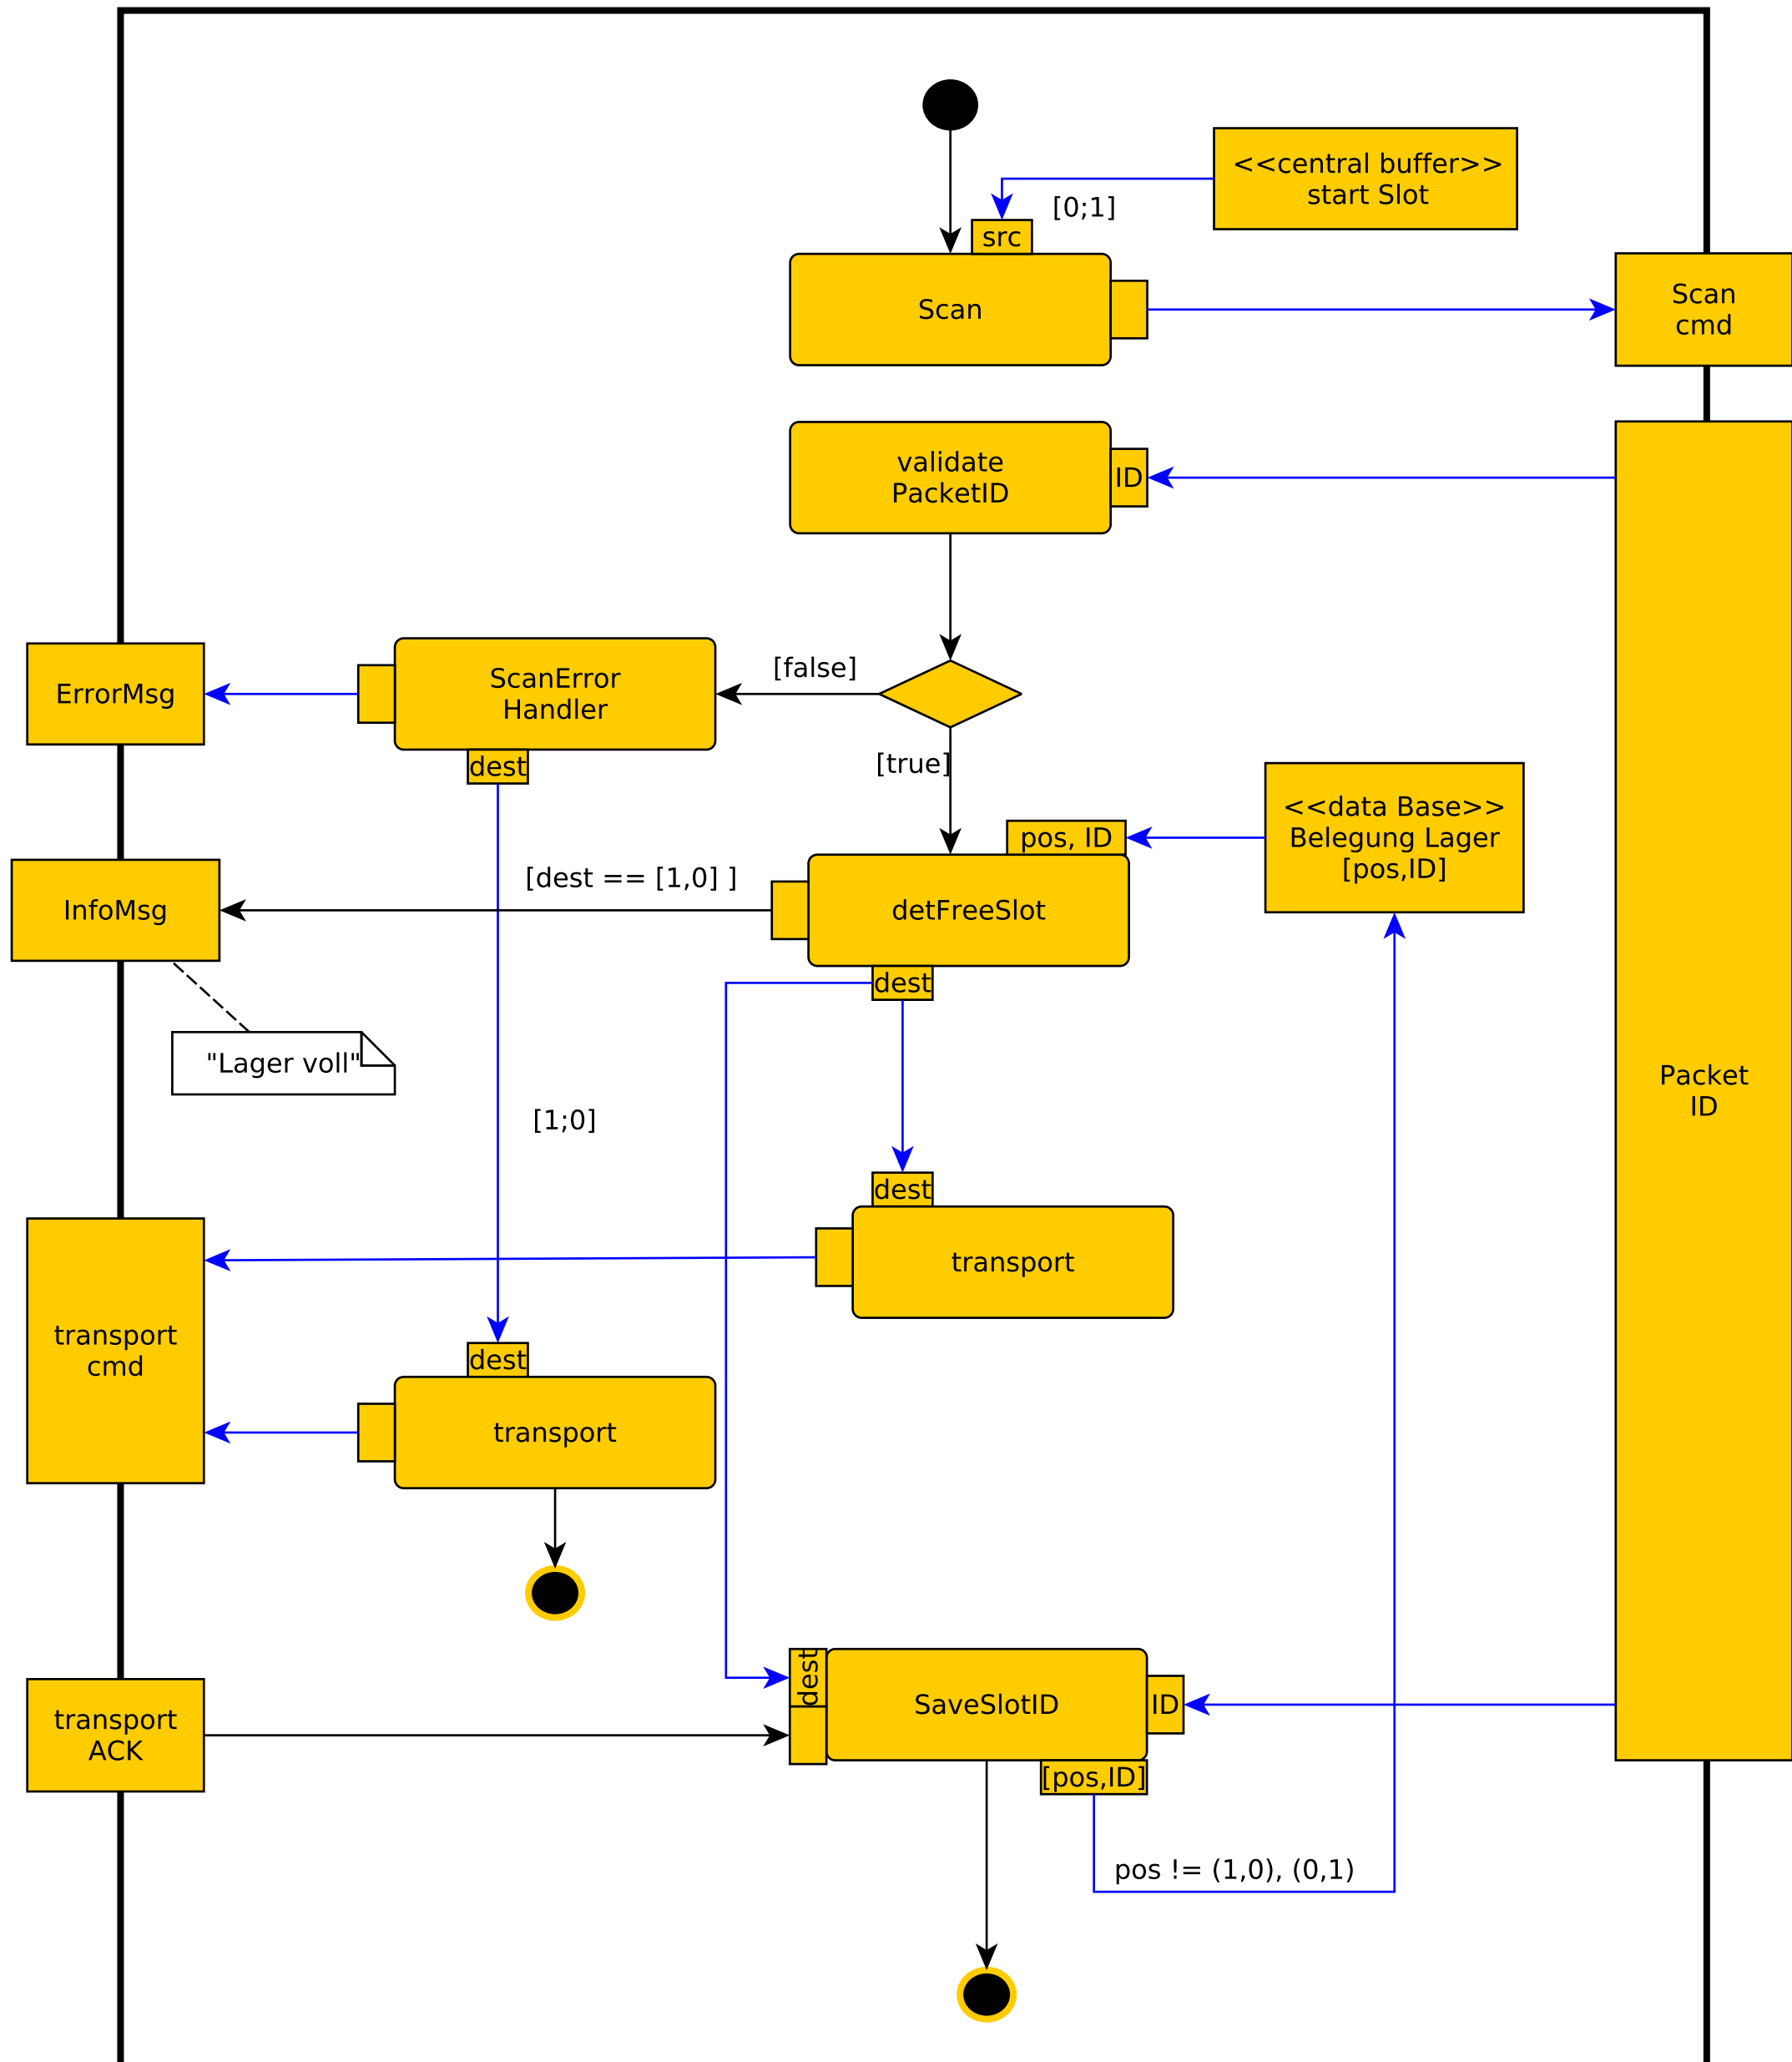 <<central buffer>>
start Slot
[0;1]
src
Scan
Scan
cmd
validate
PacketID
ID
ErrorMsg
ScanError
Handler
[false]
dest
[true]
<<data Base>>
Belegung Lager
[pos,ID]
pos, ID
[dest == [1,0] ]
InfoMsg
detFreeSlot
dest
"Lager voll"
Packet
ID
[1;0]
dest
transport
transport
cmd
dest
transport
dest
SaveSlotID
ID
transport
ACK
[pos,ID]
pos != (1,0), (0,1)